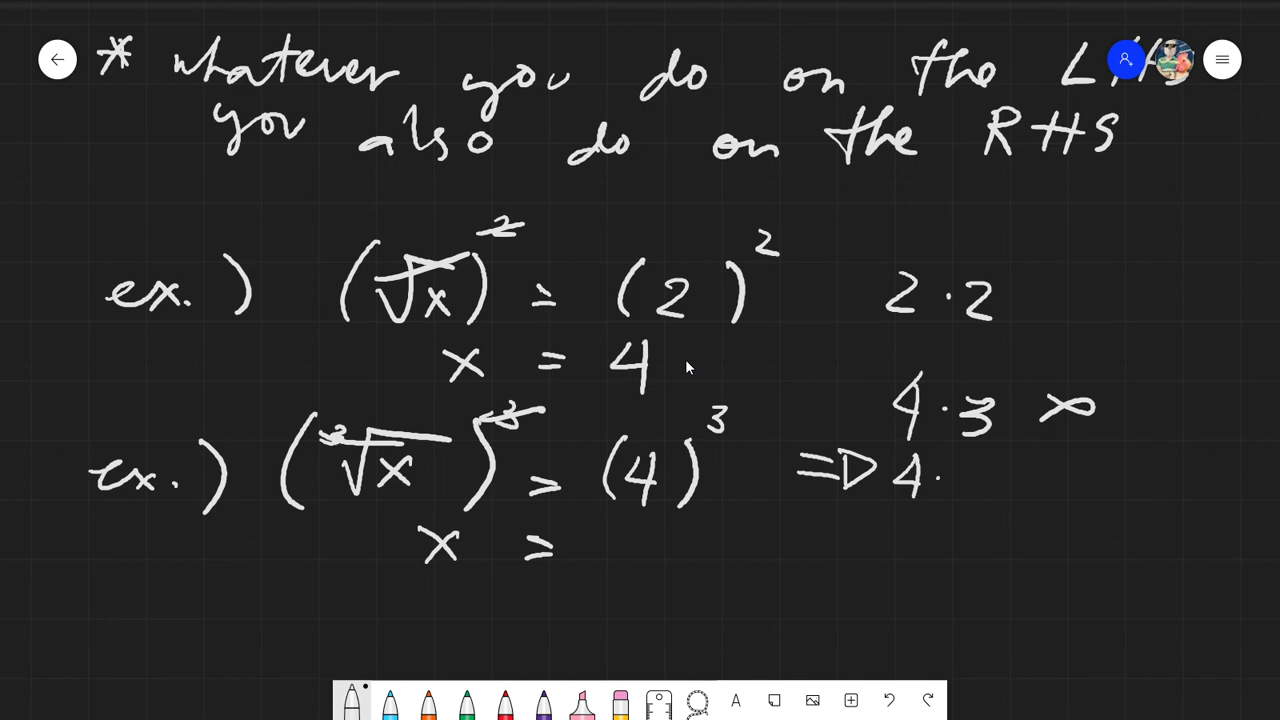 * whatever you do on the LHS
you also do on the RHS
ex.) (√x)² = (2)² 2·2
x = 4
4·3 ×
ex.) (³√x)³ = (4)³ => 4·
x =
A